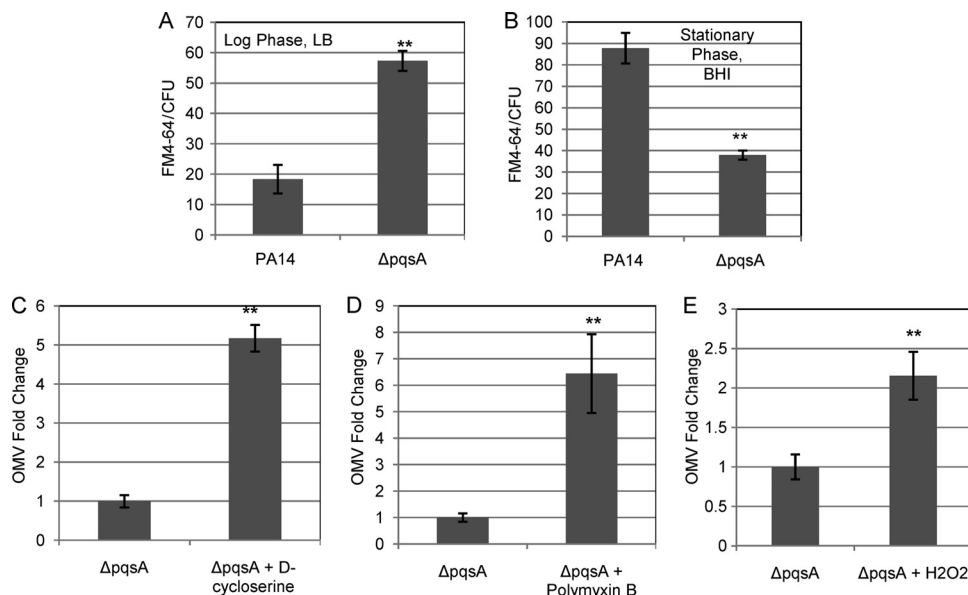 A
Log Phase, LB
**
70
60
50
40
30
20
10
0
FM4-64/CFU
PA14
ΔpqsA
B
Stationary
Phase,
BHI
**
100
90
80
70
60
50
40
30
20
10
0
FM4-64/CFU
PA14
ΔpqsA
C
**
6
5
4
3
2
1
0
OMV Fold Change
ΔpqsA
ΔpqsA + D-
cycloserine
D
**
9
8
7
6
5
4
3
2
1
0
OMV Fold Change
ΔpqsA
ΔpqsA +
Polymyxin B
E
**
3
2.5
2
1.5
1
0.5
0
OMV Fold Change
ΔpqsA
ΔpqsA + H2O2